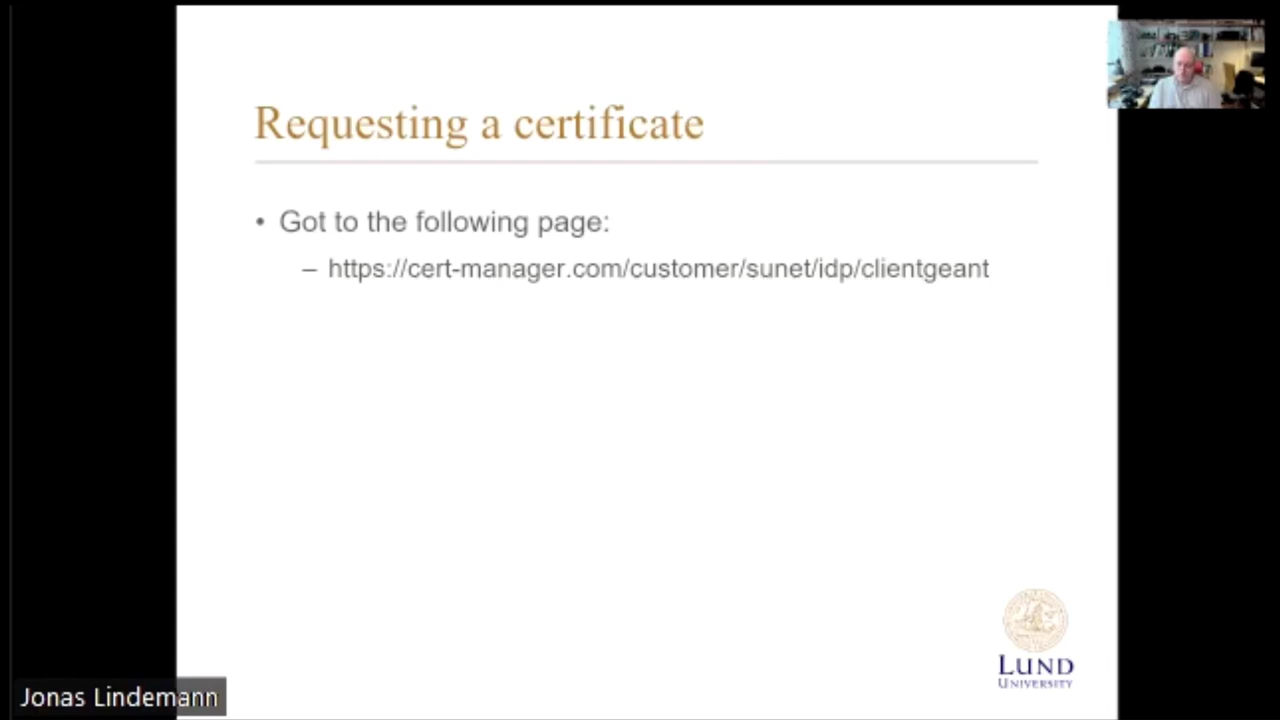 Requesting a certificate
• Got to the following page:
– https://cert-manager.com/customer/sunet/idp/clientgeant
LUND
UNIVERSITY
Jonas Lindemann